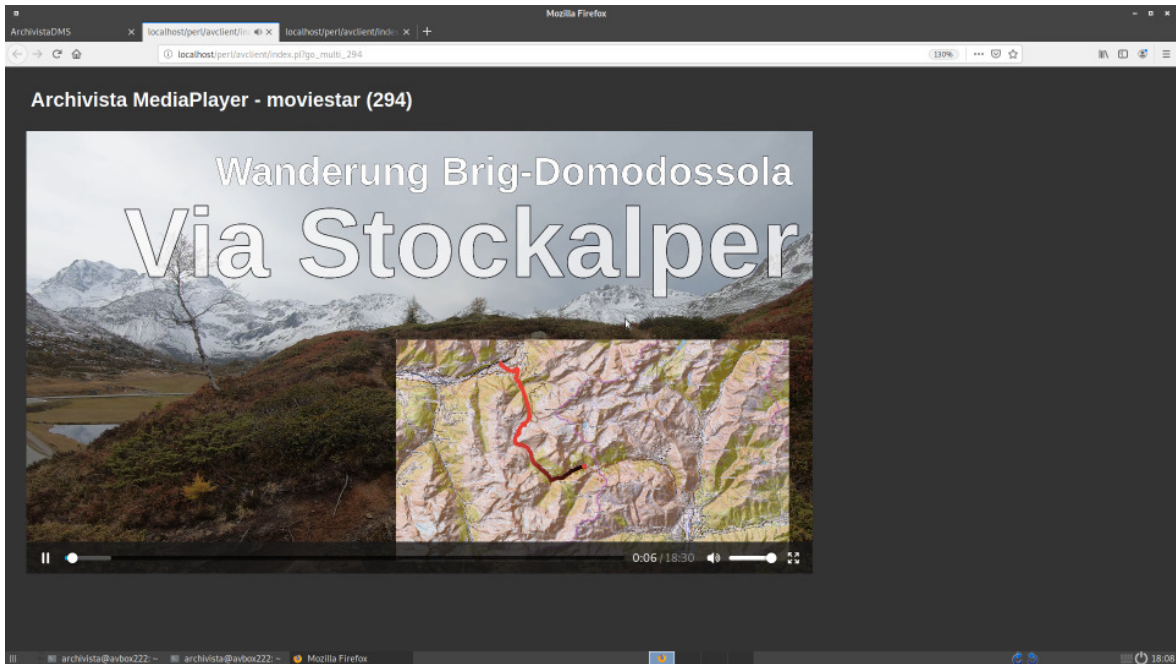 Mozilla Firefox
ArchivistaDMS
localhost/perl/avclient/in
localhost/perl/avclient/index
localhost/perl/avclient/index.pl?go_multi_294
130%
Archivista MediaPlayer - moviestar (294)
Wanderung Brig-Domodossola
Via Stockalper
0:06 / 18:30
archivista@avbox222: ~
archivista@avbox222: ~
Mozilla Firefox
18:08